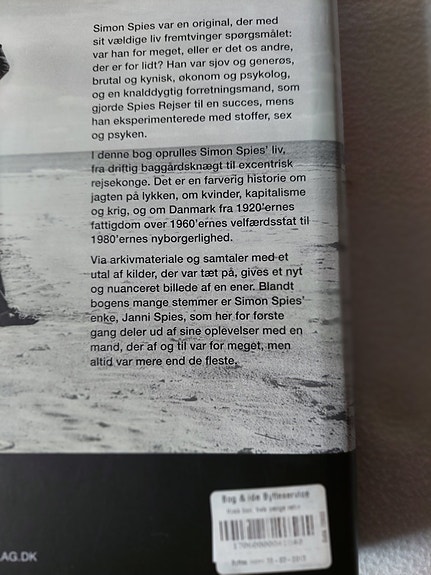 Simon Spies var en original, der med
sit vældige liv fremtvinger spørgsmålet:
var han for meget, eller er det os andre,
der er for lidt? Han var sjov og generøs,
brutal og kynisk, økonom og psykolog,
og en knalddygtig forretningsmand, som
gjorde Spies Rejser til en succes, mens
han eksperimenterede med stoffer, sex
og psyken.
I denne bog oprulles Simon Spies' liv,
fra driftig baggårdsknægt til excentrisk
rejsekonge. Det er en farverig historie om
jagten på lykken, om kvinder, kapitalisme
og krig, og om Danmark fra 1920'ernes
fattigdom over 1960'ernes velfærdsstat til
1980'ernes nyborgerlighed.
Via arkivmateriale og samtaler med et
utal af kilder, der var tæt på, gives et nyt
og nuanceret billede af en ener. Blandt
bogens mange stemmer er Simon Spies'
enke, Janni Spies, som her for første
gang deler ud af sine oplevelser med en
mand, der af og til var for meget, men
altid var mere end de fleste.
AG.DK
Bog & ide Bytteservice